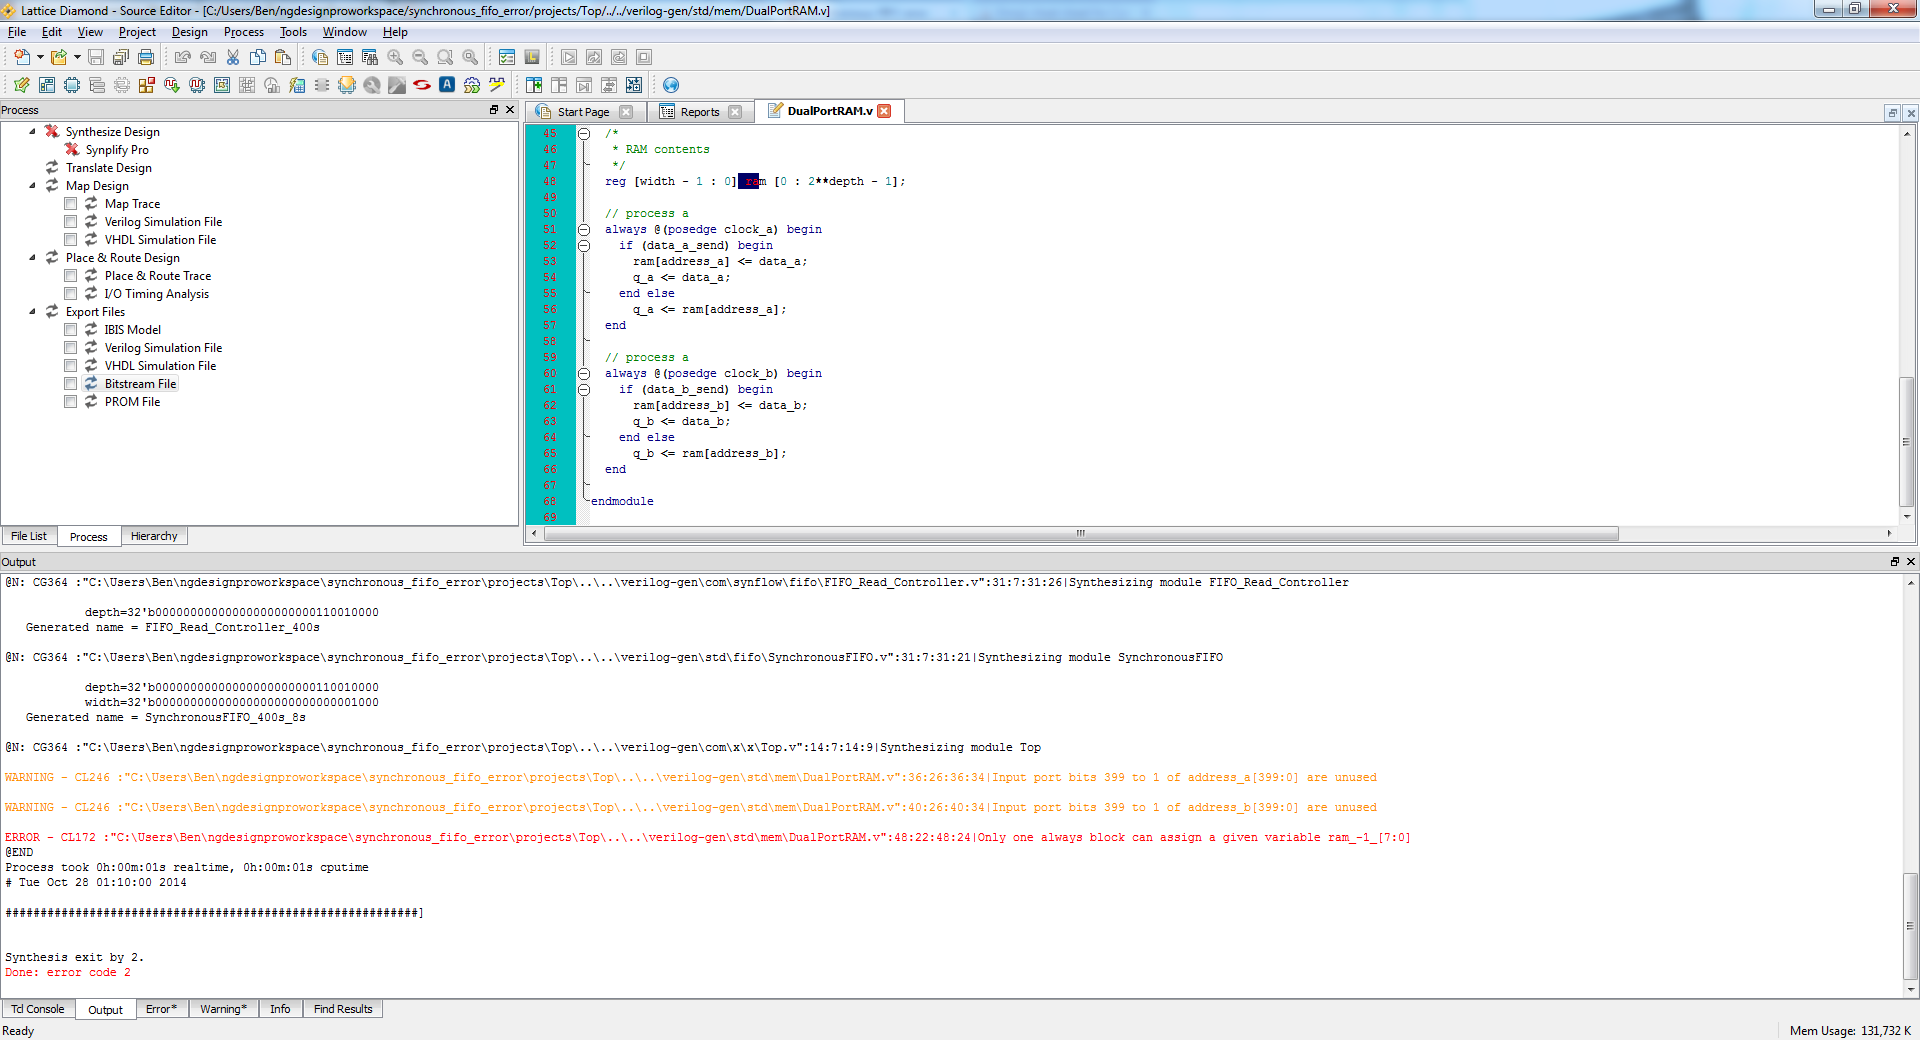 Lattice Diamond - Source Editor - [C:/Users/Ben/ngdesignproworkspace/synchronous_fifo_error/projects/Top/../../verilog-gen/std/mem/DualPortRAM.v]
File Edit View Project Design Process Tools Window Help
Process
Synthesize Design
Synplify Pro
Translate Design
Map Design
Map Trace
Verilog Simulation File
VHDL Simulation File
Place & Route Design
Place & Route Trace
I/O Timing Analysis
Export Files
IBIS Model
Verilog Simulation File
VHDL Simulation File
Bitstream File
PROM File
File List Process Hierarchy
Start Page Reports DualPortRAM.v
45 /*
46 * RAM contents
47 */
48 reg [width - 1 : 0] ram [0 : 2**depth - 1];
49
50 // process a
51 always @(posedge clock_a) begin
52 if (data_a_send) begin
53 ram[address_a] <= data_a;
54 q_a <= data_a;
55 end else
56 q_a <= ram[address_a];
57 end
58
59 // process a
60 always @(posedge clock_b) begin
61 if (data_b_send) begin
62 ram[address_b] <= data_b;
63 q_b <= data_b;
64 end else
65 q_b <= ram[address_b];
66 end
67
68 endmodule
69
Output
@N: CG364 :"C:\Users\Ben\ngdesignproworkspace\synchronous_fifo_error\projects\Top\..\..\verilog-gen\com\synflow\fifo\FIFO_Read_Controller.v":31:7:31:26|Synthesizing module FIFO_Read_Controller
depth=32'b00000000000000000000000110010000
Generated name = FIFO_Read_Controller_400s
@N: CG364 :"C:\Users\Ben\ngdesignproworkspace\synchronous_fifo_error\projects\Top\..\..\verilog-gen\std\fifo\SynchronousFIFO.v":31:7:31:21|Synthesizing module SynchronousFIFO
depth=32'b00000000000000000000000110010000
width=32'b00000000000000000000000000001000
Generated name = SynchronousFIFO_400s_8s
@N: CG364 :"C:\Users\Ben\ngdesignproworkspace\synchronous_fifo_error\projects\Top\..\..\verilog-gen\com\x\x\Top.v":14:7:14:9|Synthesizing module Top
WARNING - CL246 :"C:\Users\Ben\ngdesignproworkspace\synchronous_fifo_error\projects\Top\..\..\verilog-gen\std\mem\DualPortRAM.v":36:26:36:34|Input port bits 399 to 1 of address_a[399:0] are unused
WARNING - CL246 :"C:\Users\Ben\ngdesignproworkspace\synchronous_fifo_error\projects\Top\..\..\verilog-gen\std\mem\DualPortRAM.v":40:26:40:34|Input port bits 399 to 1 of address_b[399:0] are unused
ERROR - CL172 :"C:\Users\Ben\ngdesignproworkspace\synchronous_fifo_error\projects\Top\..\..\verilog-gen\std\mem\DualPortRAM.v":48:22:48:24|Only one always block can assign a given variable ram_-1_[7:0]
@END
Process took 0h:00m:01s realtime, 0h:00m:01s cputime
# Tue Oct 28 01:10:00 2014
###########################################################]
Synthesis exit by 2.
Done: error code 2
Tcl Console Output Error* Warning* Info Find Results
Ready Mem Usage: 131,732 K